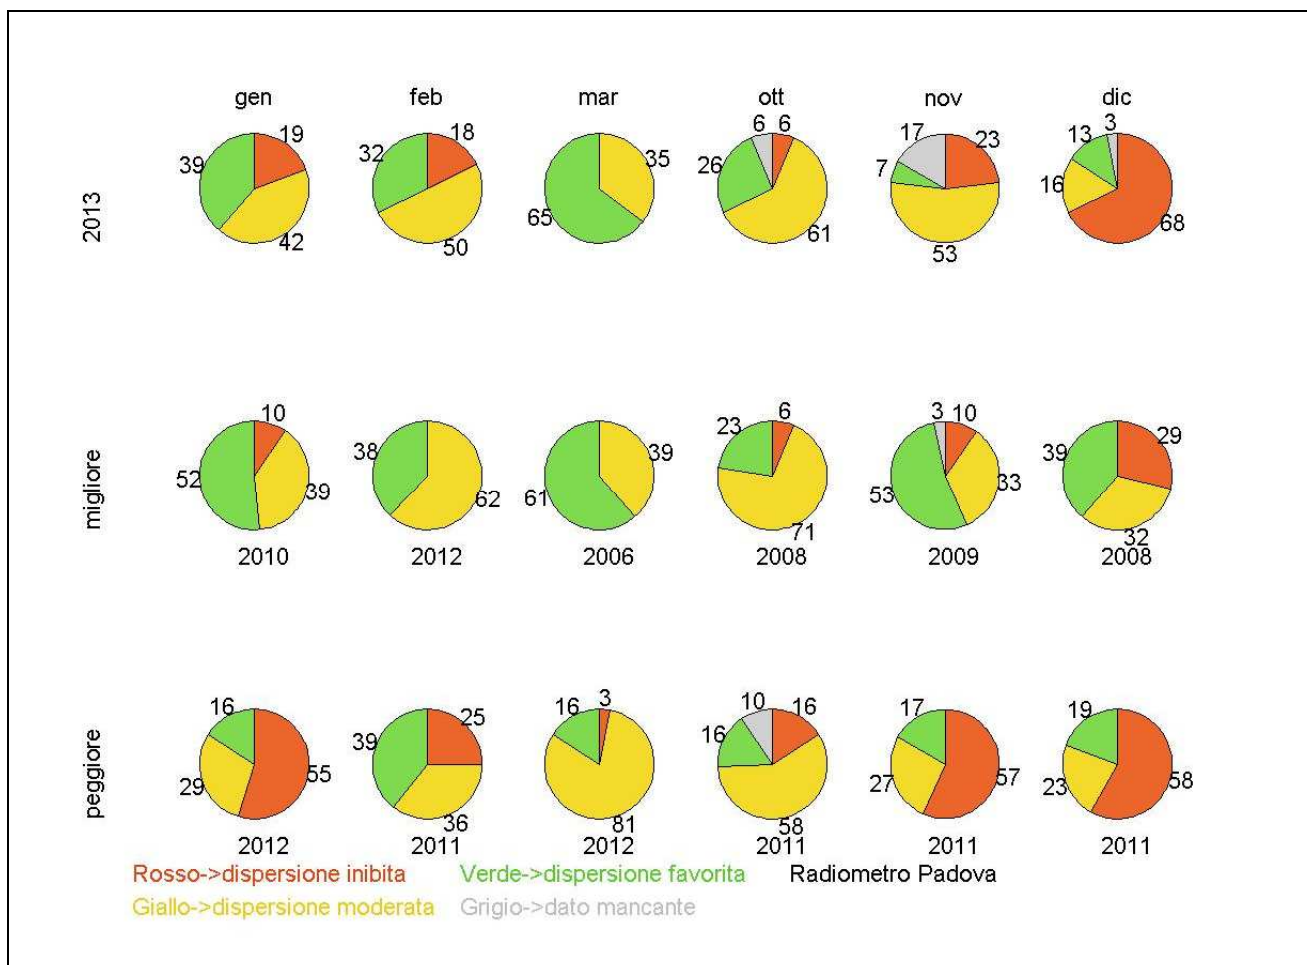 gen feb mar ott nov dic
2013
19 39 42
18 32 50
35 65
6 6 26 61
17 23 7 53
3 13 16 68
migliore
10 52 39
2010
38 62
2012
39 61
2006
6 23 71
2008
3 10 53 33
2009
29 39 32
2008
peggiore
16 29 55
2012
25 39 36
2011
3 16 81
2012
10 16 16 58
2011
17 27 57
2011
19 23 58
2011
Rosso->dispersione inibita Verde->dispersione favorita Radiometro Padova
Giallo->dispersione moderata Grigio->dato mancante